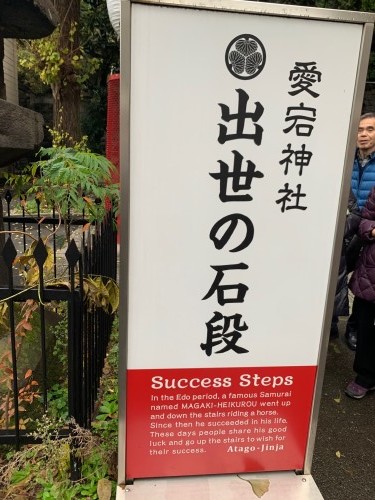 愛宕神社
出世の石段
Success Steps
In the Edo period, a famous Samurai
named MAGAKI-HEIKUROU went up
and down the stairs riding a horse.
Since then he succeeded in his life.
These days people share his good
luck and go up the stairs to wish for
their success. Atago-Jinja